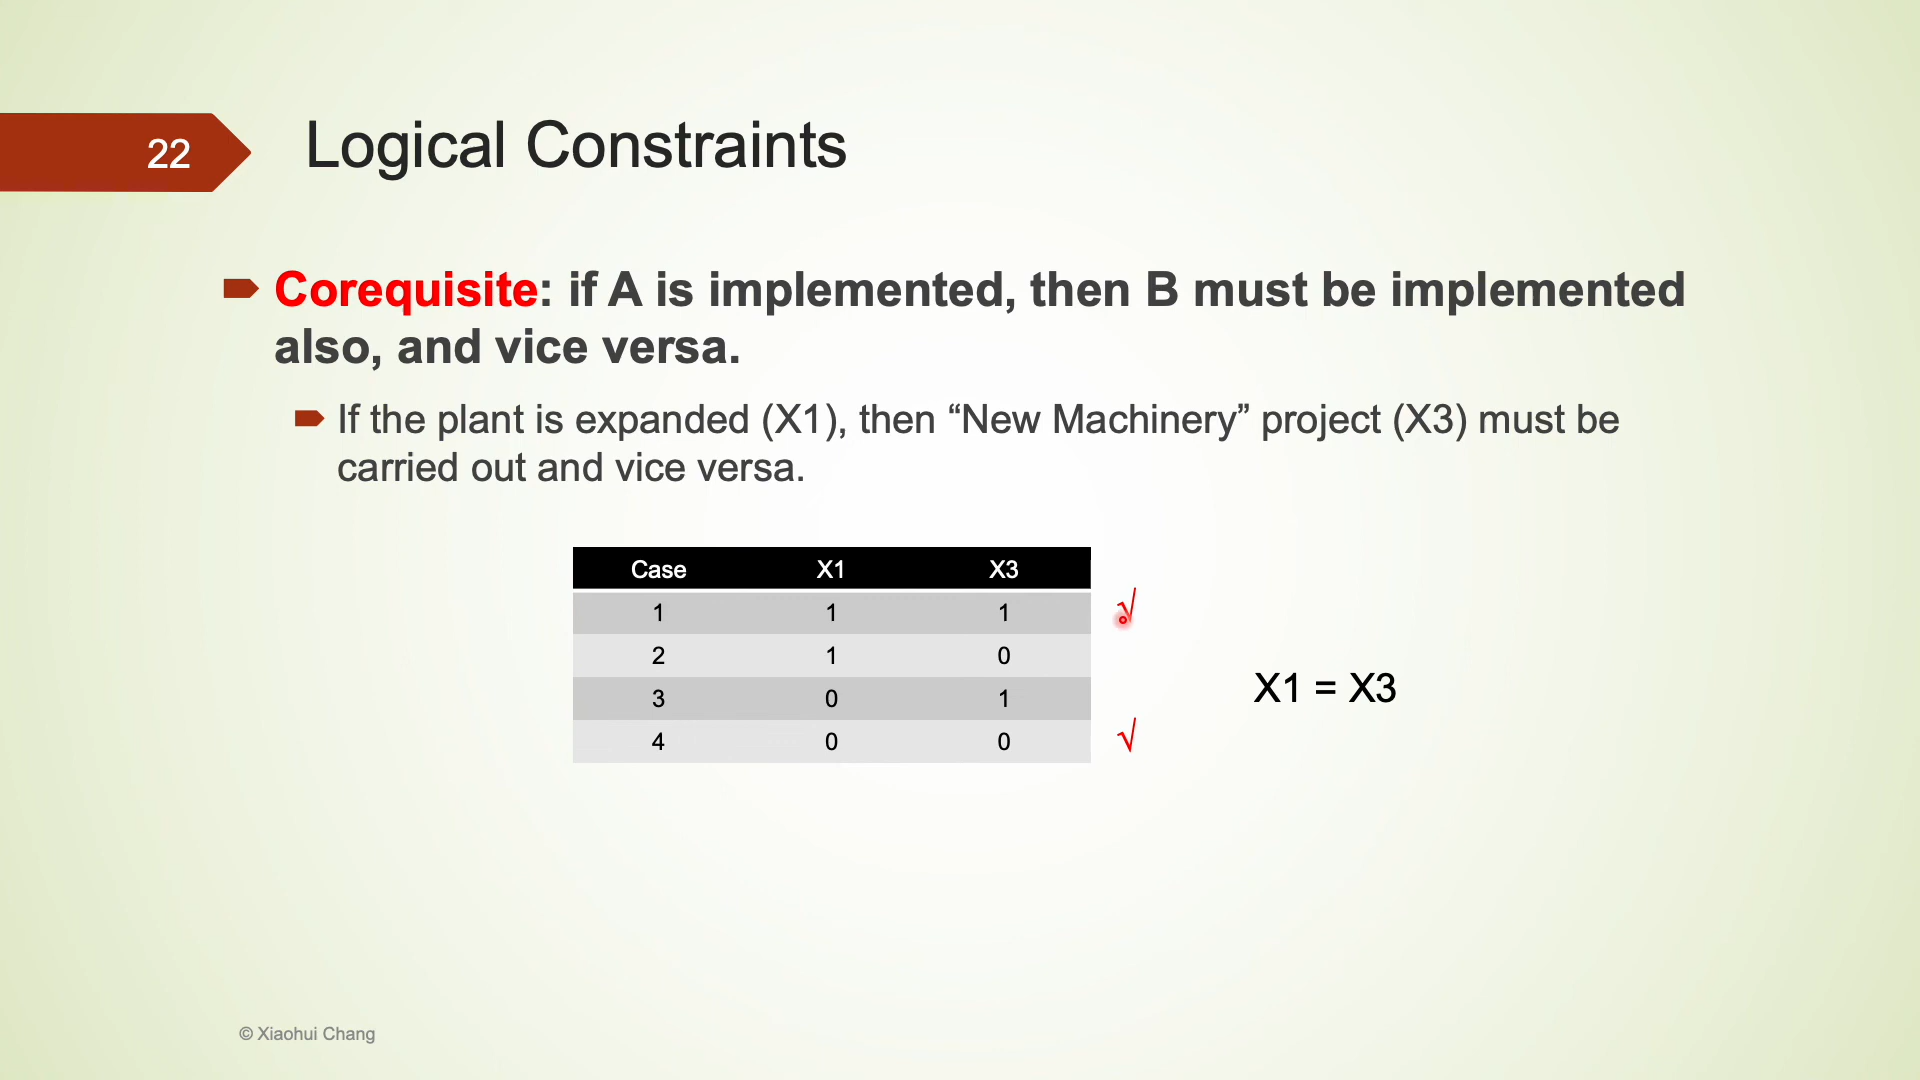 22
Logical Constraints
Corequisite: if A is implemented, then B must be implemented
also, and vice versa.
If the plant is expanded (X1), then “New Machinery” project (X3) must be
carried out and vice versa.
Case X1 X3
1 1 1 √
2 1 0
3 0 1
4 0 0 √
X1 = X3
© Xiaohui Chang